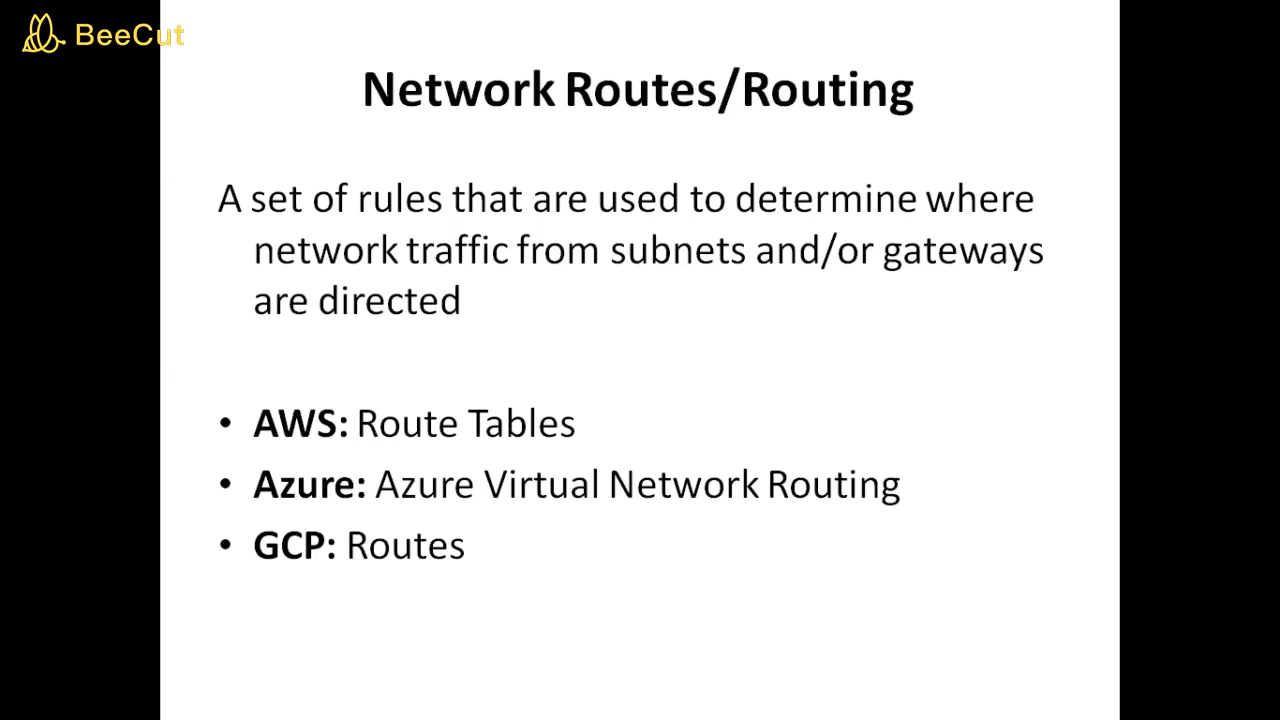 BeeCut
Network Routes/Routing
A set of rules that are used to determine where
network traffic from subnets and/or gateways
are directed
• AWS: Route Tables
• Azure: Azure Virtual Network Routing
• GCP: Routes